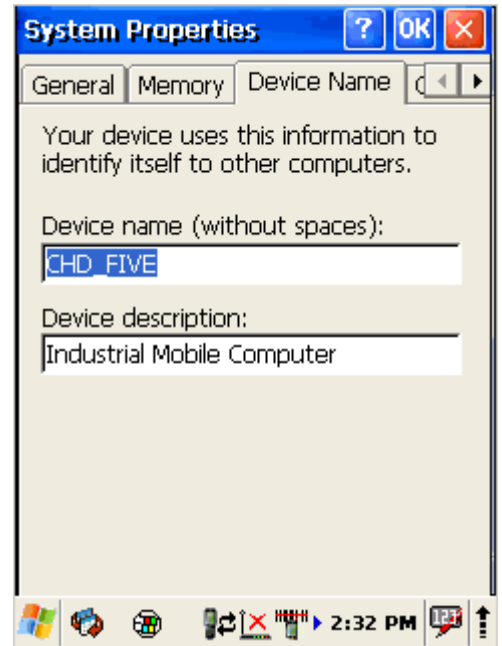 System Properties ? OK
General Memory Device Name
Your device uses this information to
identify itself to other computers.
Device name (without spaces):
CHD_FIVE
Device description:
Industrial Mobile Computer
2:32 PM 123